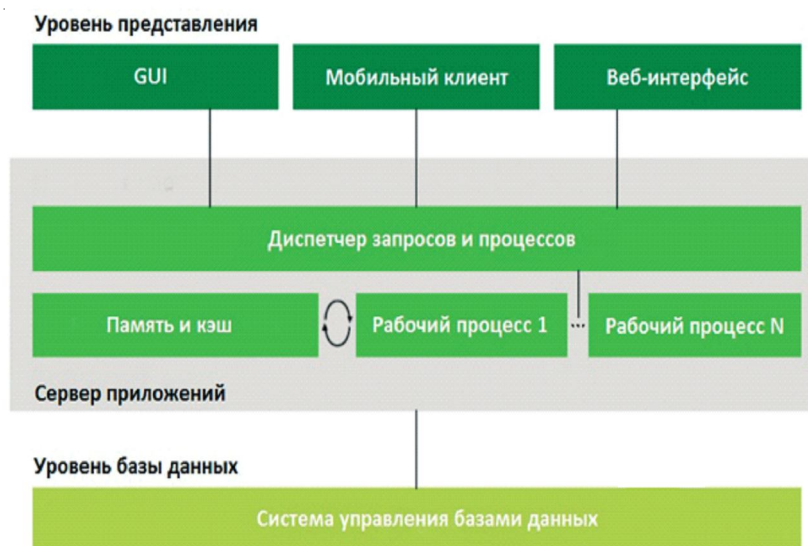 Уровень представления
GUI
Мобильный клиент
Веб-интерфейс
Диспетчер запросов и процессов
Память и кэш
Рабочий процесс 1
...
Рабочий процесс N
Сервер приложений
Уровень базы данных
Система управления базами данных